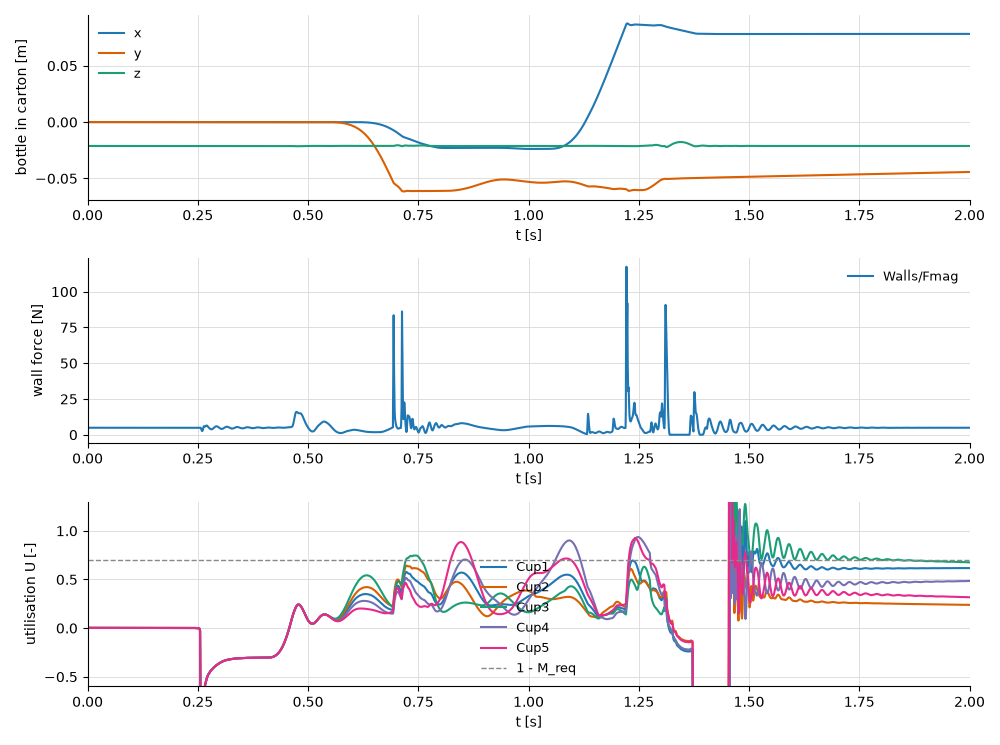 bottle in carton [m]
x
y
z
0.05
0.00
−0.05
0.00 0.25 0.50 0.75 1.00 1.25 1.50 1.75 2.00
t [s]
wall force [N]
Walls/Fmag
100
75
50
25
0
0.00 0.25 0.50 0.75 1.00 1.25 1.50 1.75 2.00
t [s]
utilisation U [-]
1.0
0.5
0.0
−0.5
Cup1
Cup2
Cup3
Cup4
Cup5
1 - M_req
0.00 0.25 0.50 0.75 1.00 1.25 1.50 1.75 2.00
t [s]